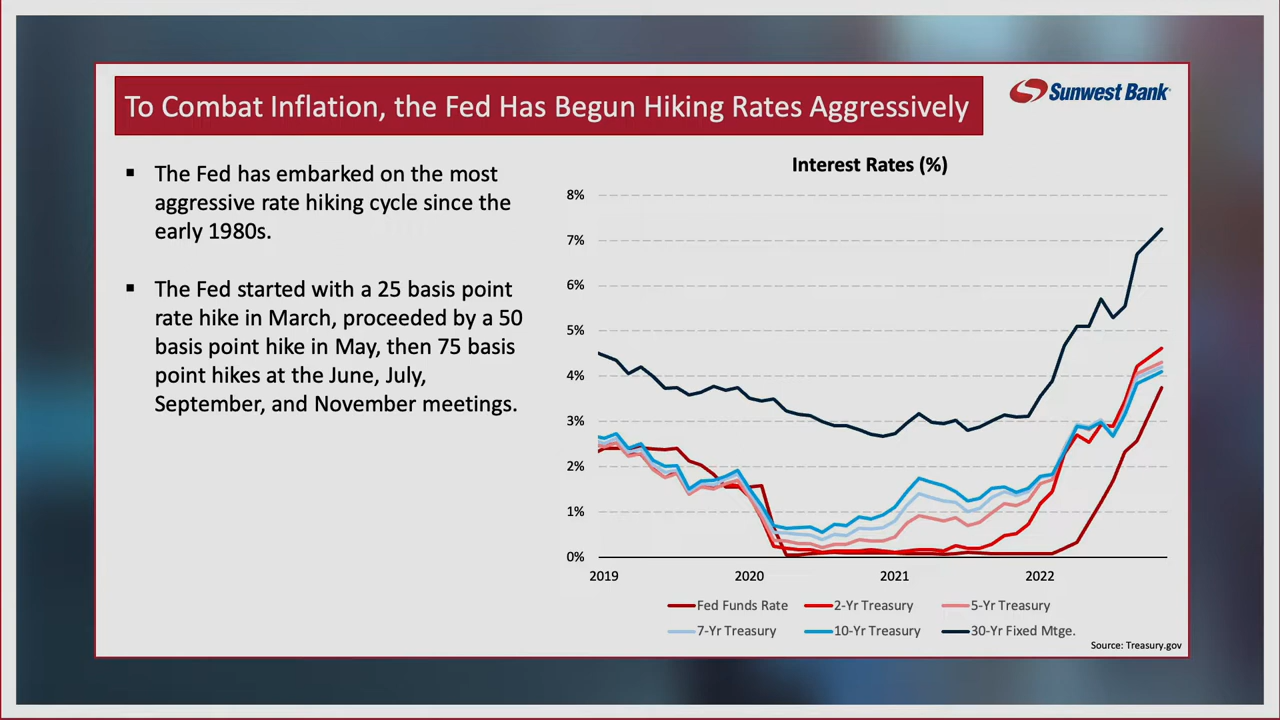 To Combat Inflation, the Fed Has Begun Hiking Rates Aggressively
Sunwest Bank
▪ The Fed has embarked on the most
aggressive rate hiking cycle since the
early 1980s.
▪ The Fed started with a 25 basis point
rate hike in March, proceeded by a 50
basis point hike in May, then 75 basis
point hikes at the June, July,
September, and November meetings.
Interest Rates (%)
8%
7%
6%
5%
4%
3%
2%
1%
0%
2019 2020 2021 2022
Fed Funds Rate 2-Yr Treasury 5-Yr Treasury
7-Yr Treasury 10-Yr Treasury 30-Yr Fixed Mtge.
Source: Treasury.gov